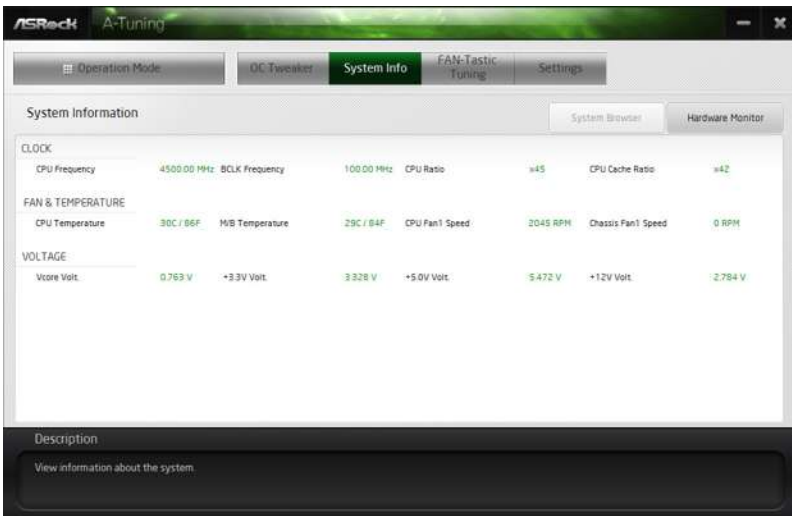 ASRock A-Tuning
Operation Mode OC Tweaker System Info FAN-Tastic Tuning Settings
System Information System Browser Hardware Monitor
CLOCK
CPU Frequency 4500.00 MHz BCLK Frequency 100.00 MHz CPU Ratio x45 CPU Cache Ratio x42
FAN & TEMPERATURE
CPU Temperature 30C / 86F M/B Temperature 29C / 84F CPU Fan1 Speed 2045 RPM Chassis Fan1 Speed 0 RPM
VOLTAGE
Vcore Volt. 0.763 V +3.3V Volt. 3.328 V +5.0V Volt. 5.472 V +12V Volt. 2.784 V
Description
View information about the system.